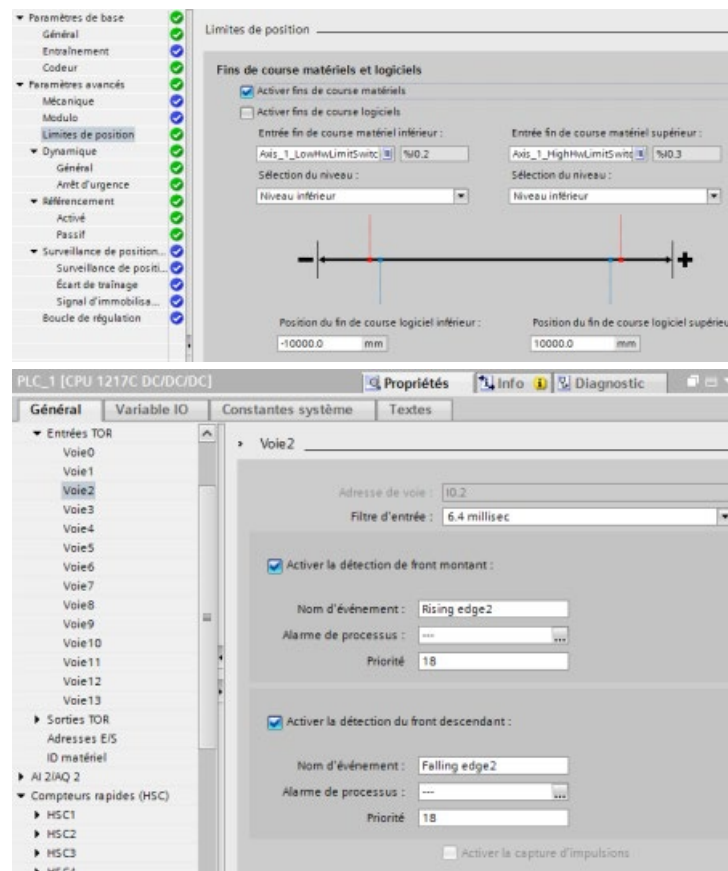 Paramètres de base
Général
Entraînement
Codeur
Paramètres avancés
Mécanique
Modulo
Limites de position
Dynamique
Général
Arrêt d'urgence
Référencement
Activé
Passif
Surveillance de position...
Surveillance de positi...
Écart de traînage
Signal d'immobilisa...
Boucle de régulation
Limites de position
Fins de course matériels et logiciels
Activer fins de course matériels
Activer fins de course logiciels
Entrée fin de course matériel inférieur : Entrée fin de course matériel supérieur :
Axis_1_LowHwLimitSwitc %I0.2 Axis_1_HighHwLimitSwitc %I0.3
Sélection du niveau : Sélection du niveau :
Niveau inférieur Niveau inférieur
- +
Position du fin de course logiciel inférieur : Position du fin de course logiciel supérieu
-10000.0 mm 10000.0 mm
PLC_1 [CPU 1217C DC/DC/DC] Propriétés Info Diagnostic
Général Variable IO Constantes système Textes
Entrées TOR
Voie0
Voie1
Voie2
Voie3
Voie4
Voie5
Voie6
Voie7
Voie8
Voie9
Voie10
Voie11
Voie12
Voie13
Sorties TOR
Adresses E/S
ID matériel
AI 2/AQ 2
Compteurs rapides (HSC)
HSC1
HSC2
HSC3
HSC4
Voie2
Adresse de voie : I0.2
Filtre d'entrée : 6.4 millisec
Activer la détection de front montant :
Nom d'événement : Rising edge2
Alarme de processus : --- ...
Priorité 18
Activer la détection du front descendant :
Nom d'événement : Falling edge2
Alarme de processus : --- ...
Priorité 18
Activer la capture d'impulsions